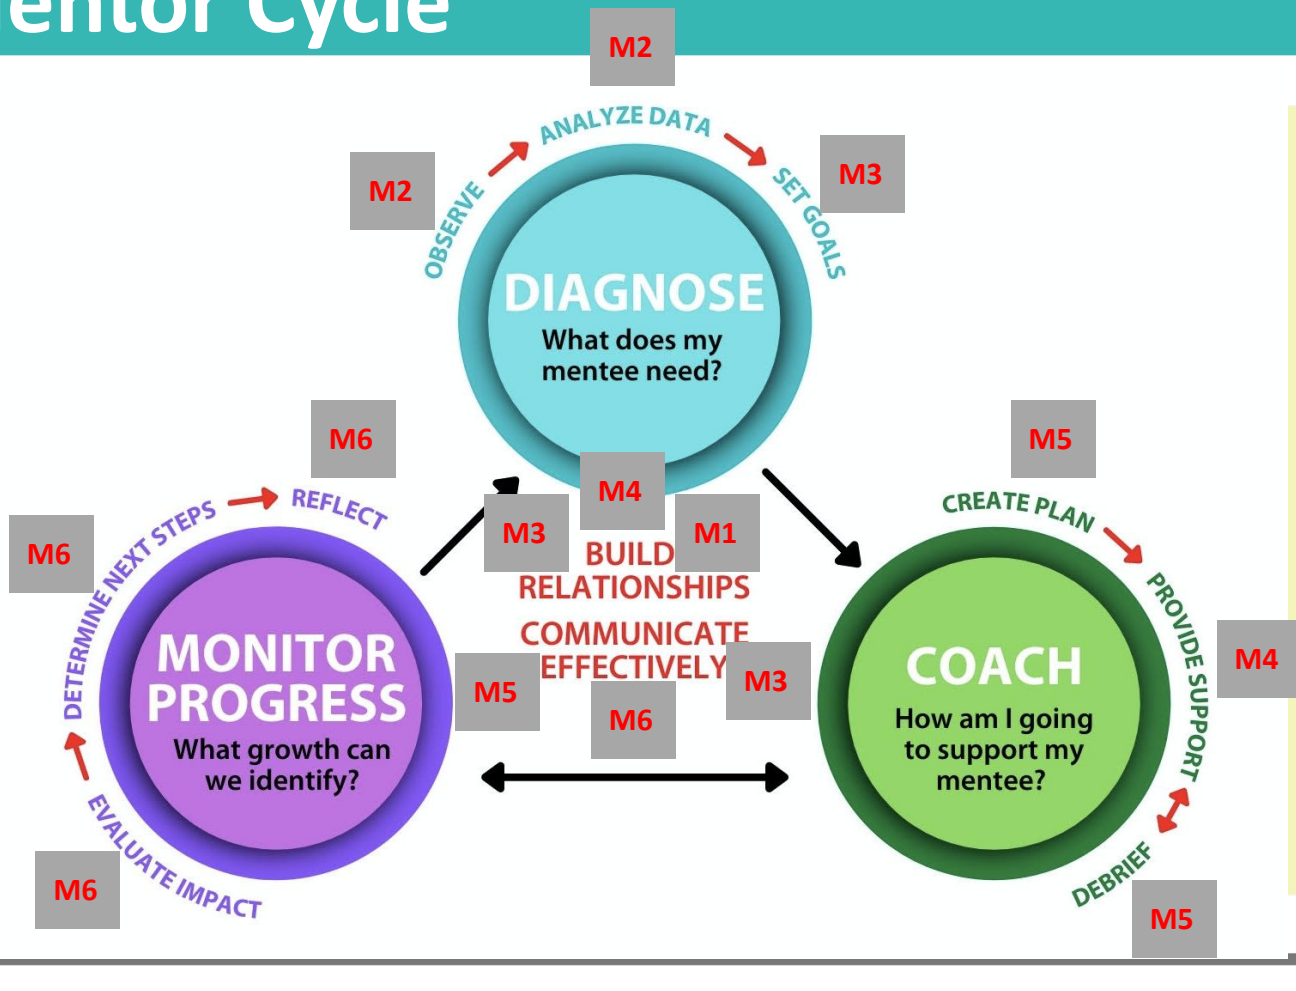 entor Cycle
M2
ANALYZE DATA
M2
OBSERVE
M3
SET GOALS
DIAGNOSE
What does my
mentee need?
M6
REFLECT
M6
DETERMINE NEXT STEPS
M4
M3
M1
BUILD
RELATIONSHIPS
COMMUNICATE
EFFECTIVELY
M5
M3
M6
M5
CREATE PLAN
PROVIDE SUPPORT
M4
MONITOR
PROGRESS
What growth can
we identify?
COACH
How am I going
to support my
mentee?
EVALUATE IMPACT
M6
DEBRIEF
M5